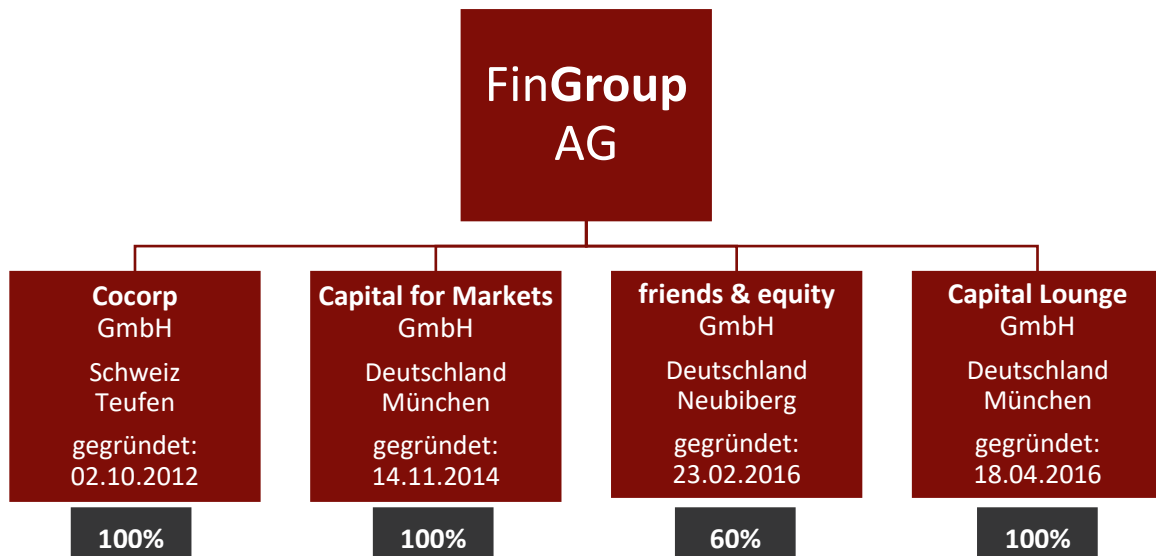 FinGroup
AG
Cocorp
GmbH
Schweiz
Teufen
gegründet:
02.10.2012
100%
Capital for Markets
GmbH
Deutschland
München
gegründet:
14.11.2014
100%
friends & equity
GmbH
Deutschland
Neubiberg
gegründet:
23.02.2016
60%
Capital Lounge
GmbH
Deutschland
München
gegründet:
18.04.2016
100%